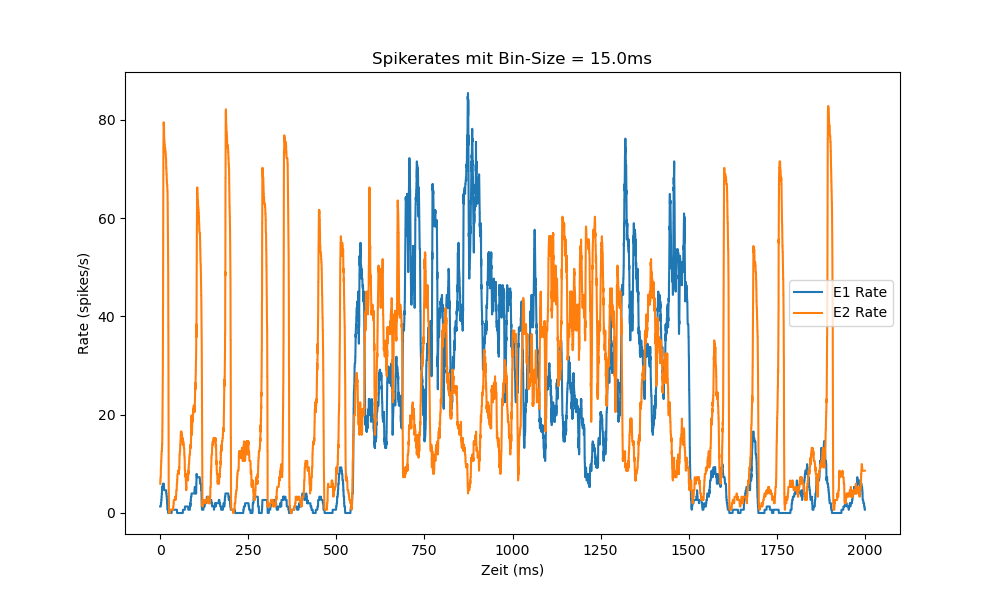 Spikerates mit Bin-Size = 15.0ms
Rate (spikes/s)
80
60
40
20
0
E1 Rate
E2 Rate
0 250 500 750 1000 1250 1500 1750 2000
Zeit (ms)